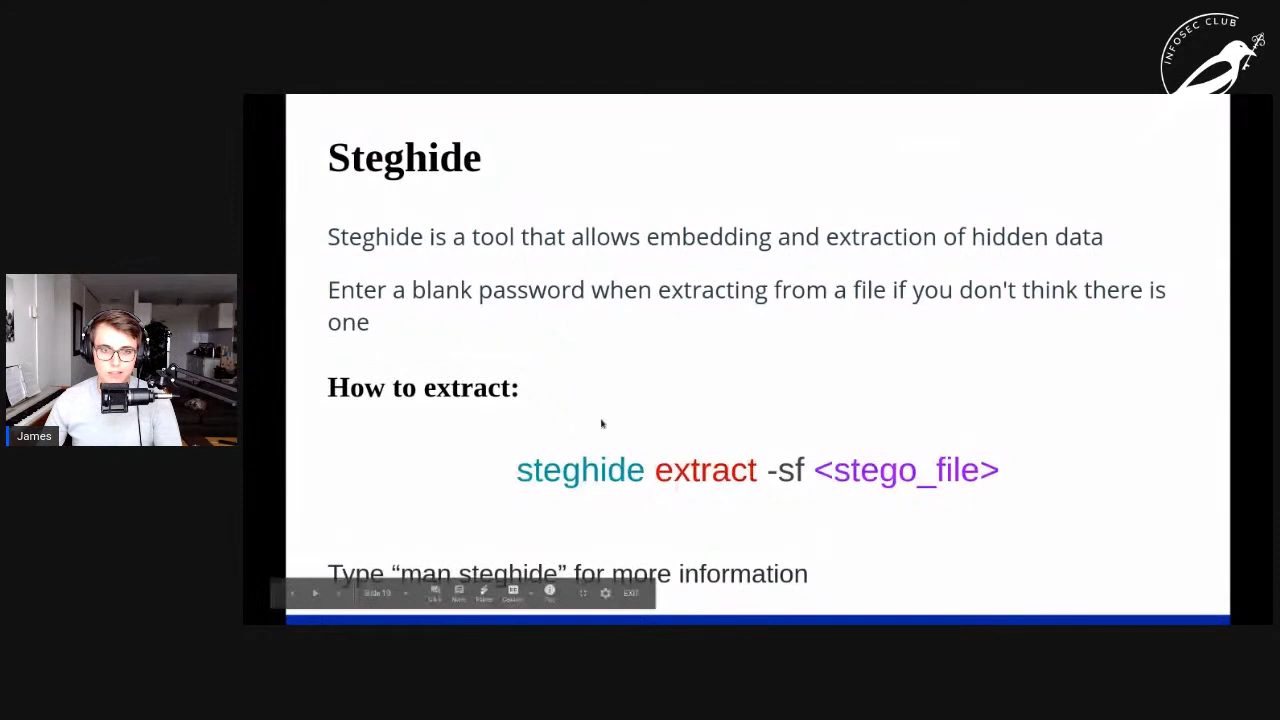 INFOSEC CLUB
Steghide
Steghide is a tool that allows embedding and extraction of hidden data
Enter a blank password when extracting from a file if you don't think there is
one
How to extract:
James
steghide extract -sf <stego_file>
Type “man steghide” for more information
EXIT